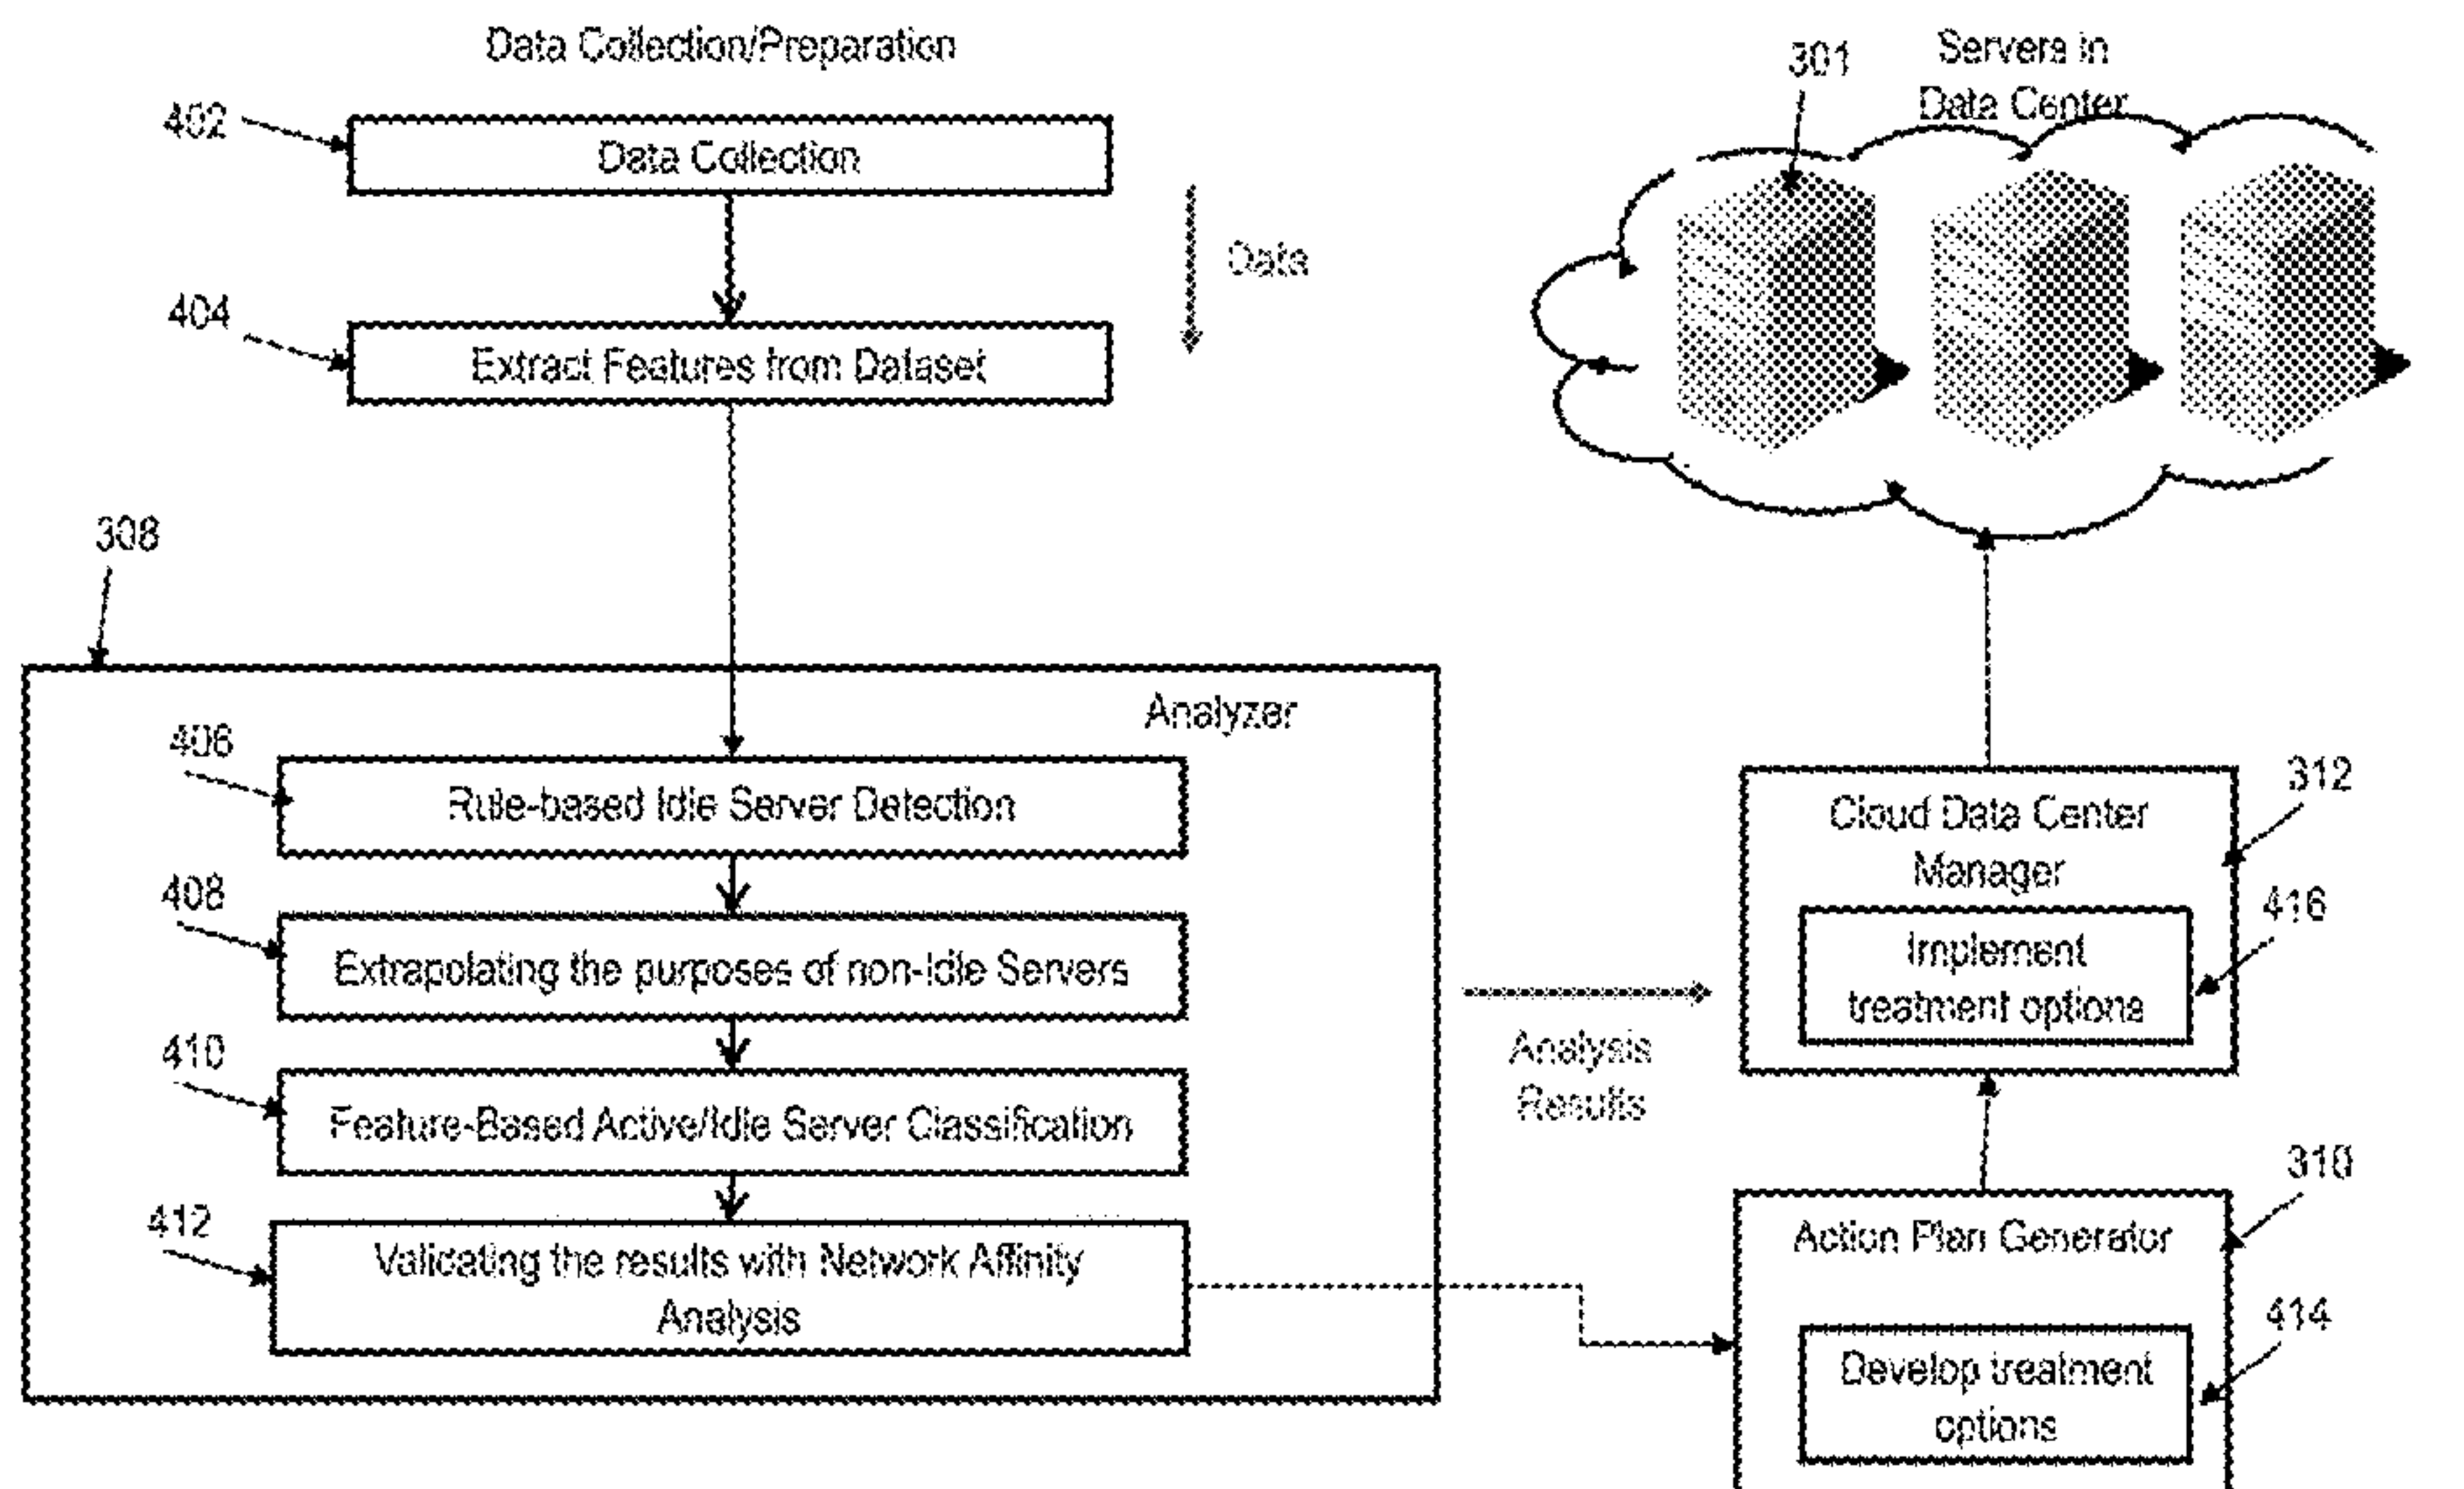 Data Collection/Preparation
402
Data Collection
Data
404
Extract Features from Dataset
301
Servers in
Data Center
308
Analyzer
406
Rule-based Idle Server Detection
408
Extrapolating the purposes of non-Idle Servers
410
Feature-Based Active/Idle Server Classification
412
Validating the results with Network Affinity
Analysis
Analysis
Results
312
Cloud Data Center
Manager
416
Implement
treatment options
310
Action Plan Generator
414
Develop treatment
options